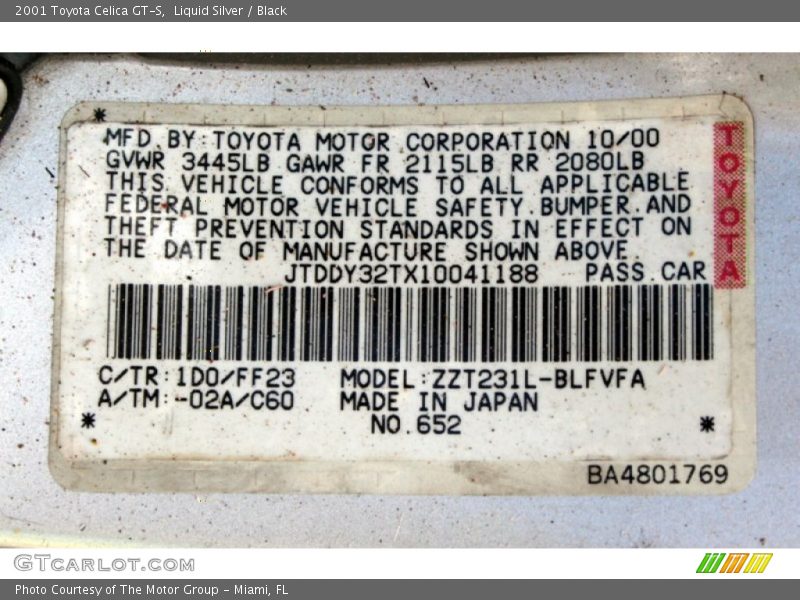 2001 Toyota Celica GT-S, Liquid Silver / Black
MFD.BY:TOYOTA MOTOR CORPORATION 10/00
GVWR 3445LB GAWR FR 2115LB RR 2080LB
THIS VEHICLE CONFORMS TO ALL APPLICABLE
FEDERAL MOTOR VEHICLE SAFETY.BUMPER.AND
THEFT PREVENTION STANDARDS IN EFFECT ON
THE DATE OF MANUFACTURE SHOWN ABOVE.
JTDDY32TX10041188 PASS.CAR
TOYOTA
C/TR:1D0/FF23 MODEL:ZZT231L-BLFVFA
A/TM:-02A/C60 MADE IN JAPAN
* NO.652 *
BA4801769
GTCARLOT.COM
Photo Courtesy of The Motor Group - Miami, FL